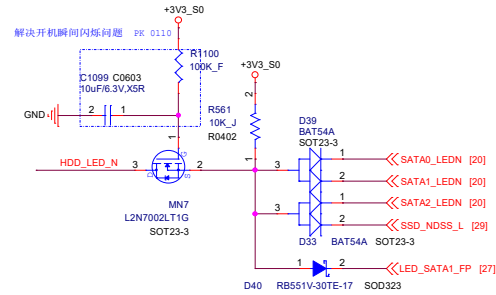 +3V3_S0
解决开机瞬间闪烁问题 PK 0110
R1100
100K_F
+3V3_S0
C1099 C0603
10uF/6.3V,X5R
GND
2
1
2
R561
10K_J
R0402
D39
BAT54A
SOT23-3
1
G
1
HDD_LED_N
3
D
S
2
3
1
SATA0_LEDN [20]
2
SATA1_LEDN [20]
MN7
L2N7002LT1G
SOT23-3
3
1
SATA2_LEDN [20]
2
SSD_NDSS_L [29]
D33 BAT54A SOT23-3
1
2
LED_SATA1_FP [27]
D40 RB551V-30TE-17 SOD323